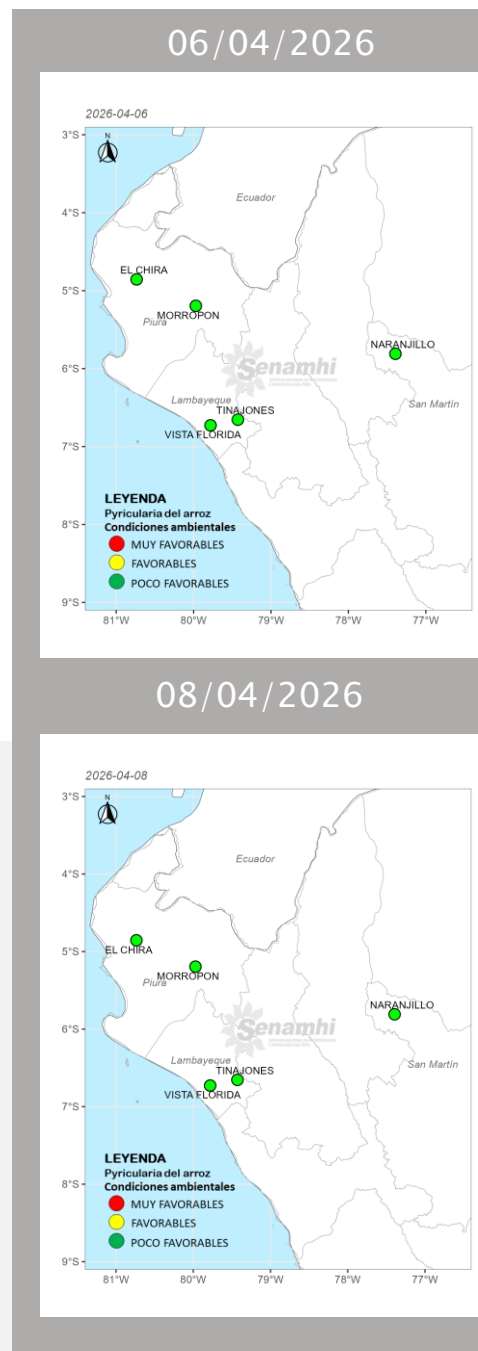 06/04/2026
2026-04-06
N
3°S
Ecuador
4°S
EL CHIRA
5°S
MORROPON
Piura
NARANJILLO
6°S
Senamhi
Lambayeque
San Martín
TINAJONES
VISTA FLORIDA
7°S
LEYENDA
Pyricularia del arroz
Condiciones ambientales
8°S
MUY FAVORABLES
FAVORABLES
POCO FAVORABLES
9°S
81°W 80°W 79°W 78°W 77°W
08/04/2026
2026-04-08
N
3°S
Ecuador
4°S
EL CHIRA
5°S
MORROPON
Piura
NARANJILLO
6°S
Senamhi
Lambayeque
San Martín
TINAJONES
VISTA FLORIDA
7°S
LEYENDA
Pyricularia del arroz
Condiciones ambientales
8°S
MUY FAVORABLES
FAVORABLES
POCO FAVORABLES
9°S
81°W 80°W 79°W 78°W 77°W